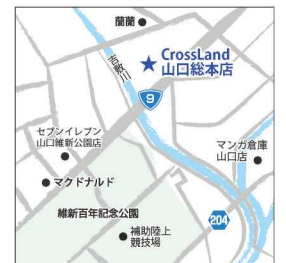 蘭蘭
吉敷川
CrossLand
山口総本店
9
セブンイレブン
山口維新公園店
マンガ倉庫
山口店
マクドナルド
維新百年記念公園
204
補助陸上
競技場